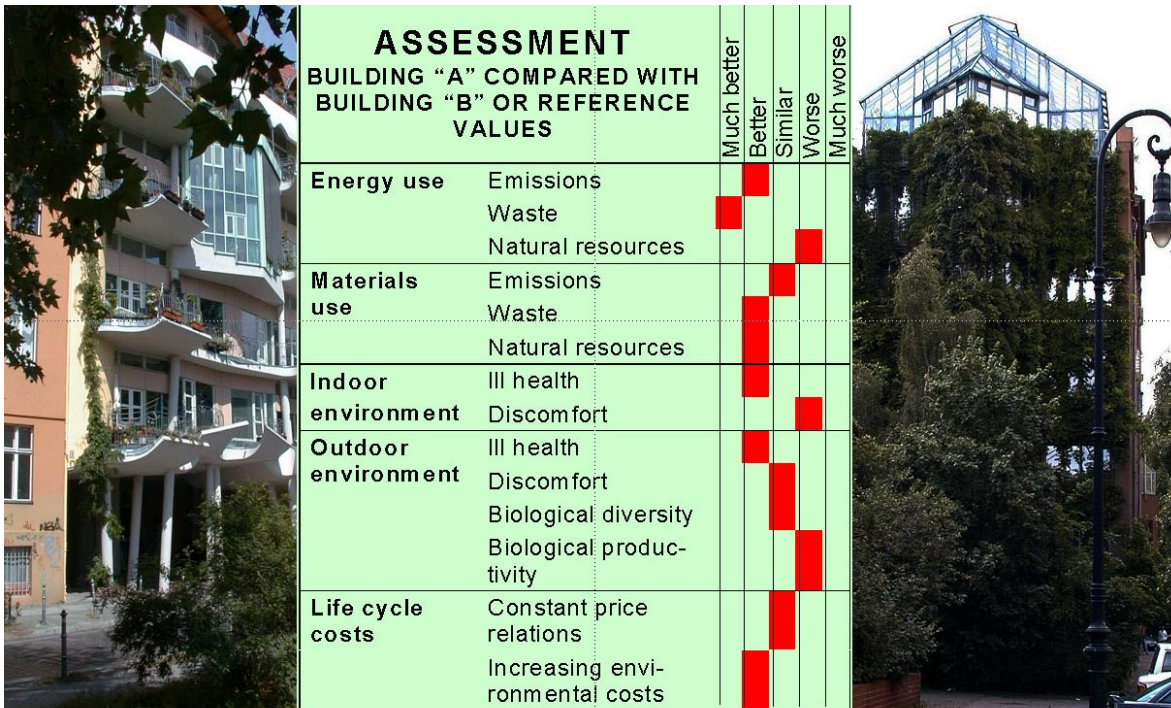 ASSESSMENT
BUILDING “A” COMPARED WITH
BUILDING “B” OR REFERENCE
VALUES
Much better
Better
Similar
Worse
Much worse
Energy use Emissions
Waste
Natural resources
Materials Emissions
use Waste
Natural resources
Indoor Ill health
environment Discomfort
Outdoor Ill health
environment Discomfort
Biological diversity
Biological produc-
tivity
Life cycle Constant price
costs relations
Increasing envi-
ronmental costs